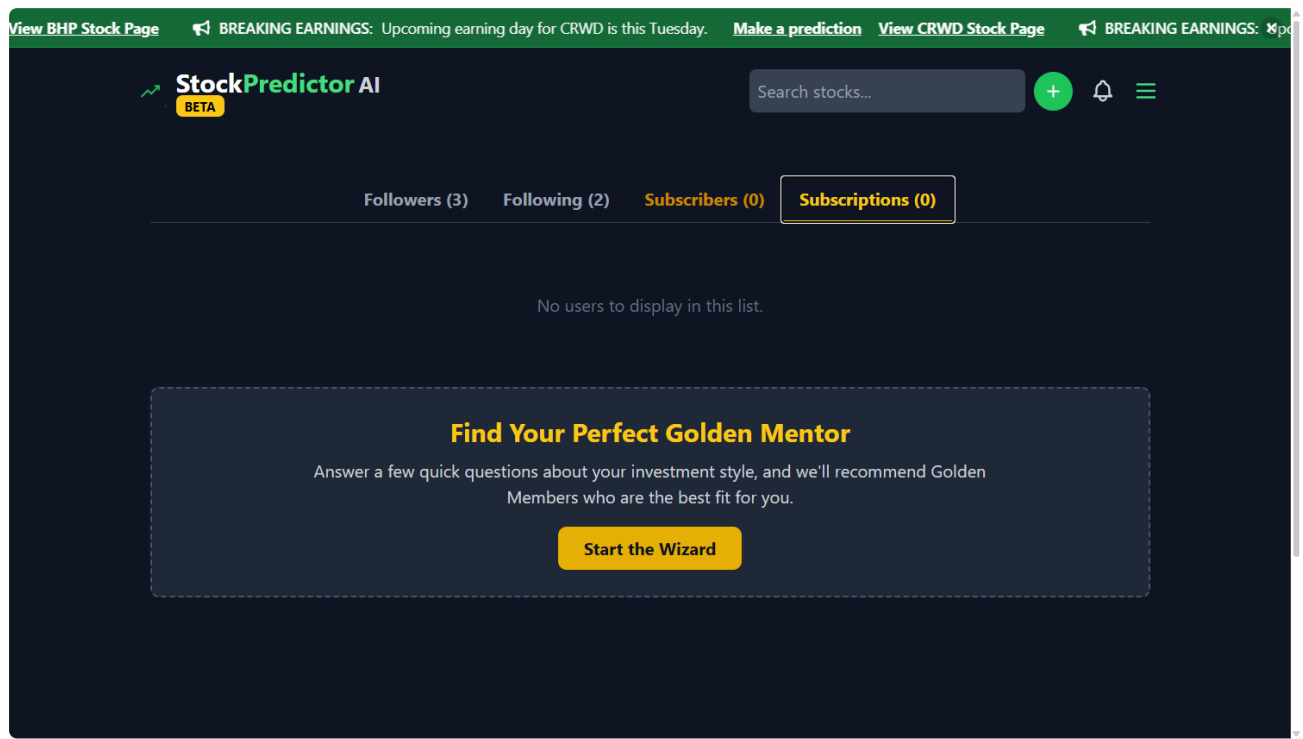 View BHP Stock Page BREAKING EARNINGS: Upcoming earning day for CRWD is this Tuesday. Make a prediction View CRWD Stock Page BREAKING EARNINGS:
StockPredictor AI
BETA
Search stocks...
Followers (3) Following (2) Subscribers (0) Subscriptions (0)
No users to display in this list.
Find Your Perfect Golden Mentor
Answer a few quick questions about your investment style, and we'll recommend Golden
Members who are the best fit for you.
Start the Wizard